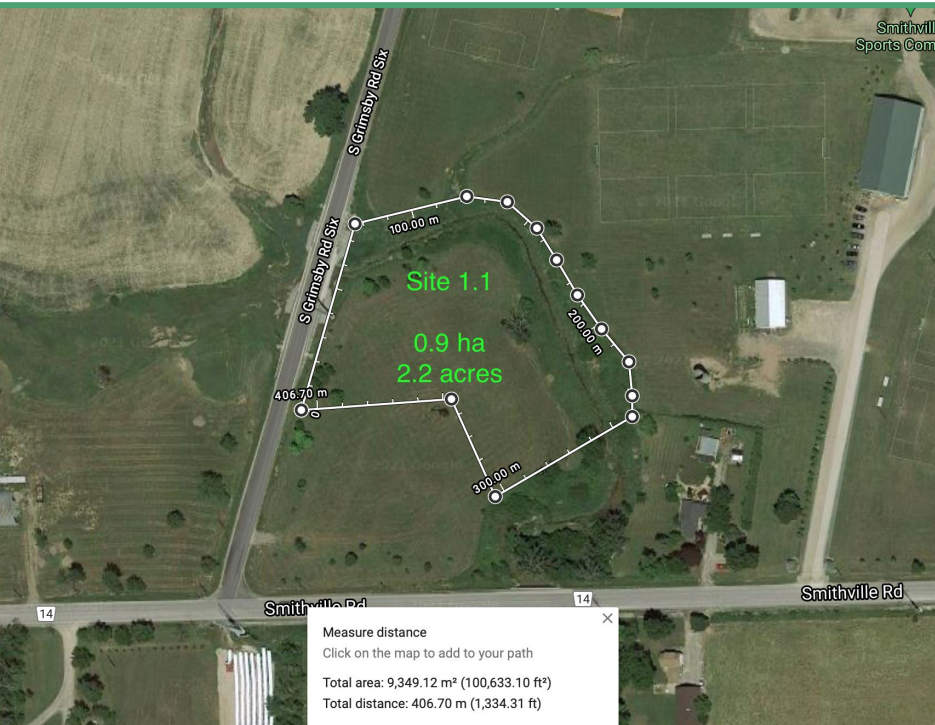 Smithvill
Sports Com
S Grimsby Rd Six
S Grimsby Rd Six
100.00 m
Site 1.1
0.9 ha
2.2 acres
200.00 m
406.70 m
0
300.00 m
14
14
Smithville Rd
Smithville Rd
Measure distance
Click on the map to add to your path
Total area: 9,349.12 m² (100,633.10 ft²)
Total distance: 406.70 m (1,334.31 ft)